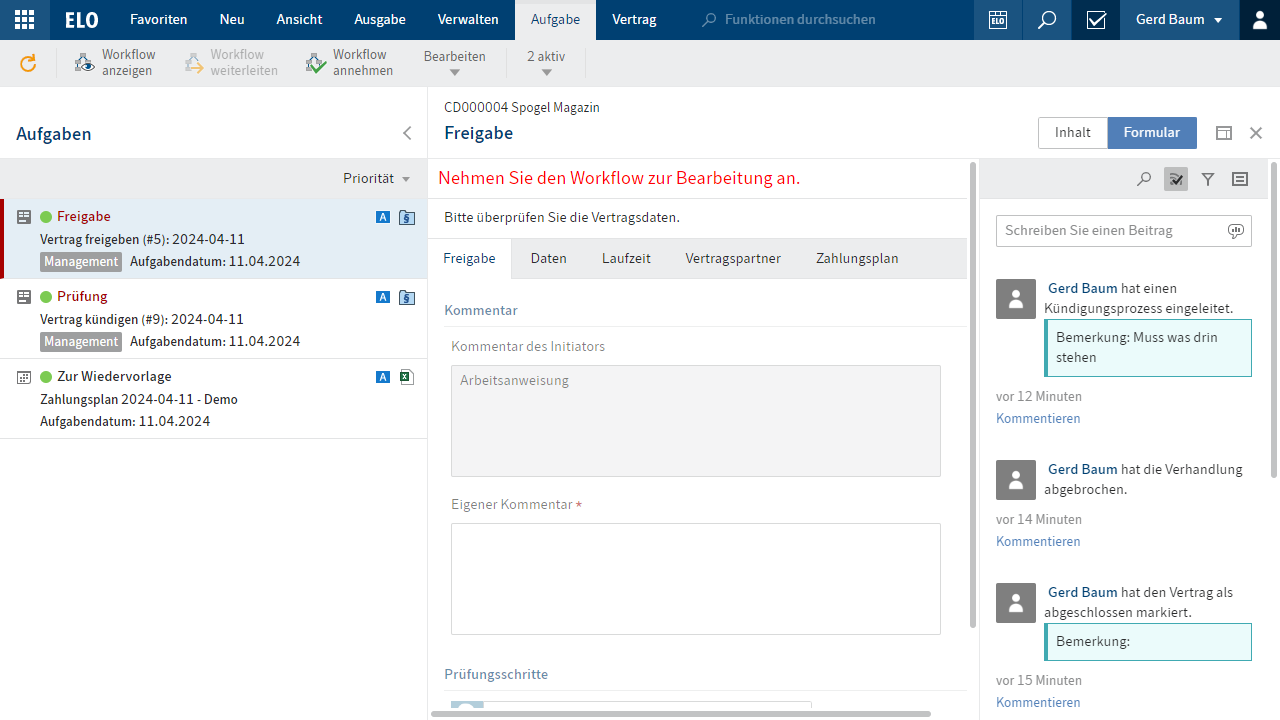 ELO Favoriten Neu Ansicht Ausgabe Verwalten Aufgabe Vertrag Funktionen durchsuchen ELO Gerd Baum
Workflow anzeigen
Workflow weiterleiten
Workflow annehmen
Bearbeiten
2 aktiv
Aufgaben
Priorität
Freigabe A §
Vertrag freigeben (#5): 2024-04-11
Management Aufgabendatum: 11.04.2024
Prüfung A §
Vertrag kündigen (#9): 2024-04-11
Management Aufgabendatum: 11.04.2024
Zur Wiedervorlage A X
Zahlungsplan 2024-04-11 - Demo
Aufgabendatum: 11.04.2024
CD000004 Spogel Magazin
Freigabe
Inhalt Formular
Nehmen Sie den Workflow zur Bearbeitung an.
Bitte überprüfen Sie die Vertragsdaten.
Freigabe Daten Laufzeit Vertragspartner Zahlungsplan
Kommentar
Kommentar des Initiators
Arbeitsanweisung
Eigener Kommentar *
Prüfungsschritte
Schreiben Sie einen Beitrag
Gerd Baum hat einen
Kündigungsprozess eingeleitet.
Bemerkung: Muss was drin
stehen
vor 12 Minuten
Kommentieren
Gerd Baum hat die Verhandlung
abgebrochen.
vor 14 Minuten
Kommentieren
Gerd Baum hat den Vertrag als
abgeschlossen markiert.
Bemerkung:
vor 15 Minuten
Kommentieren